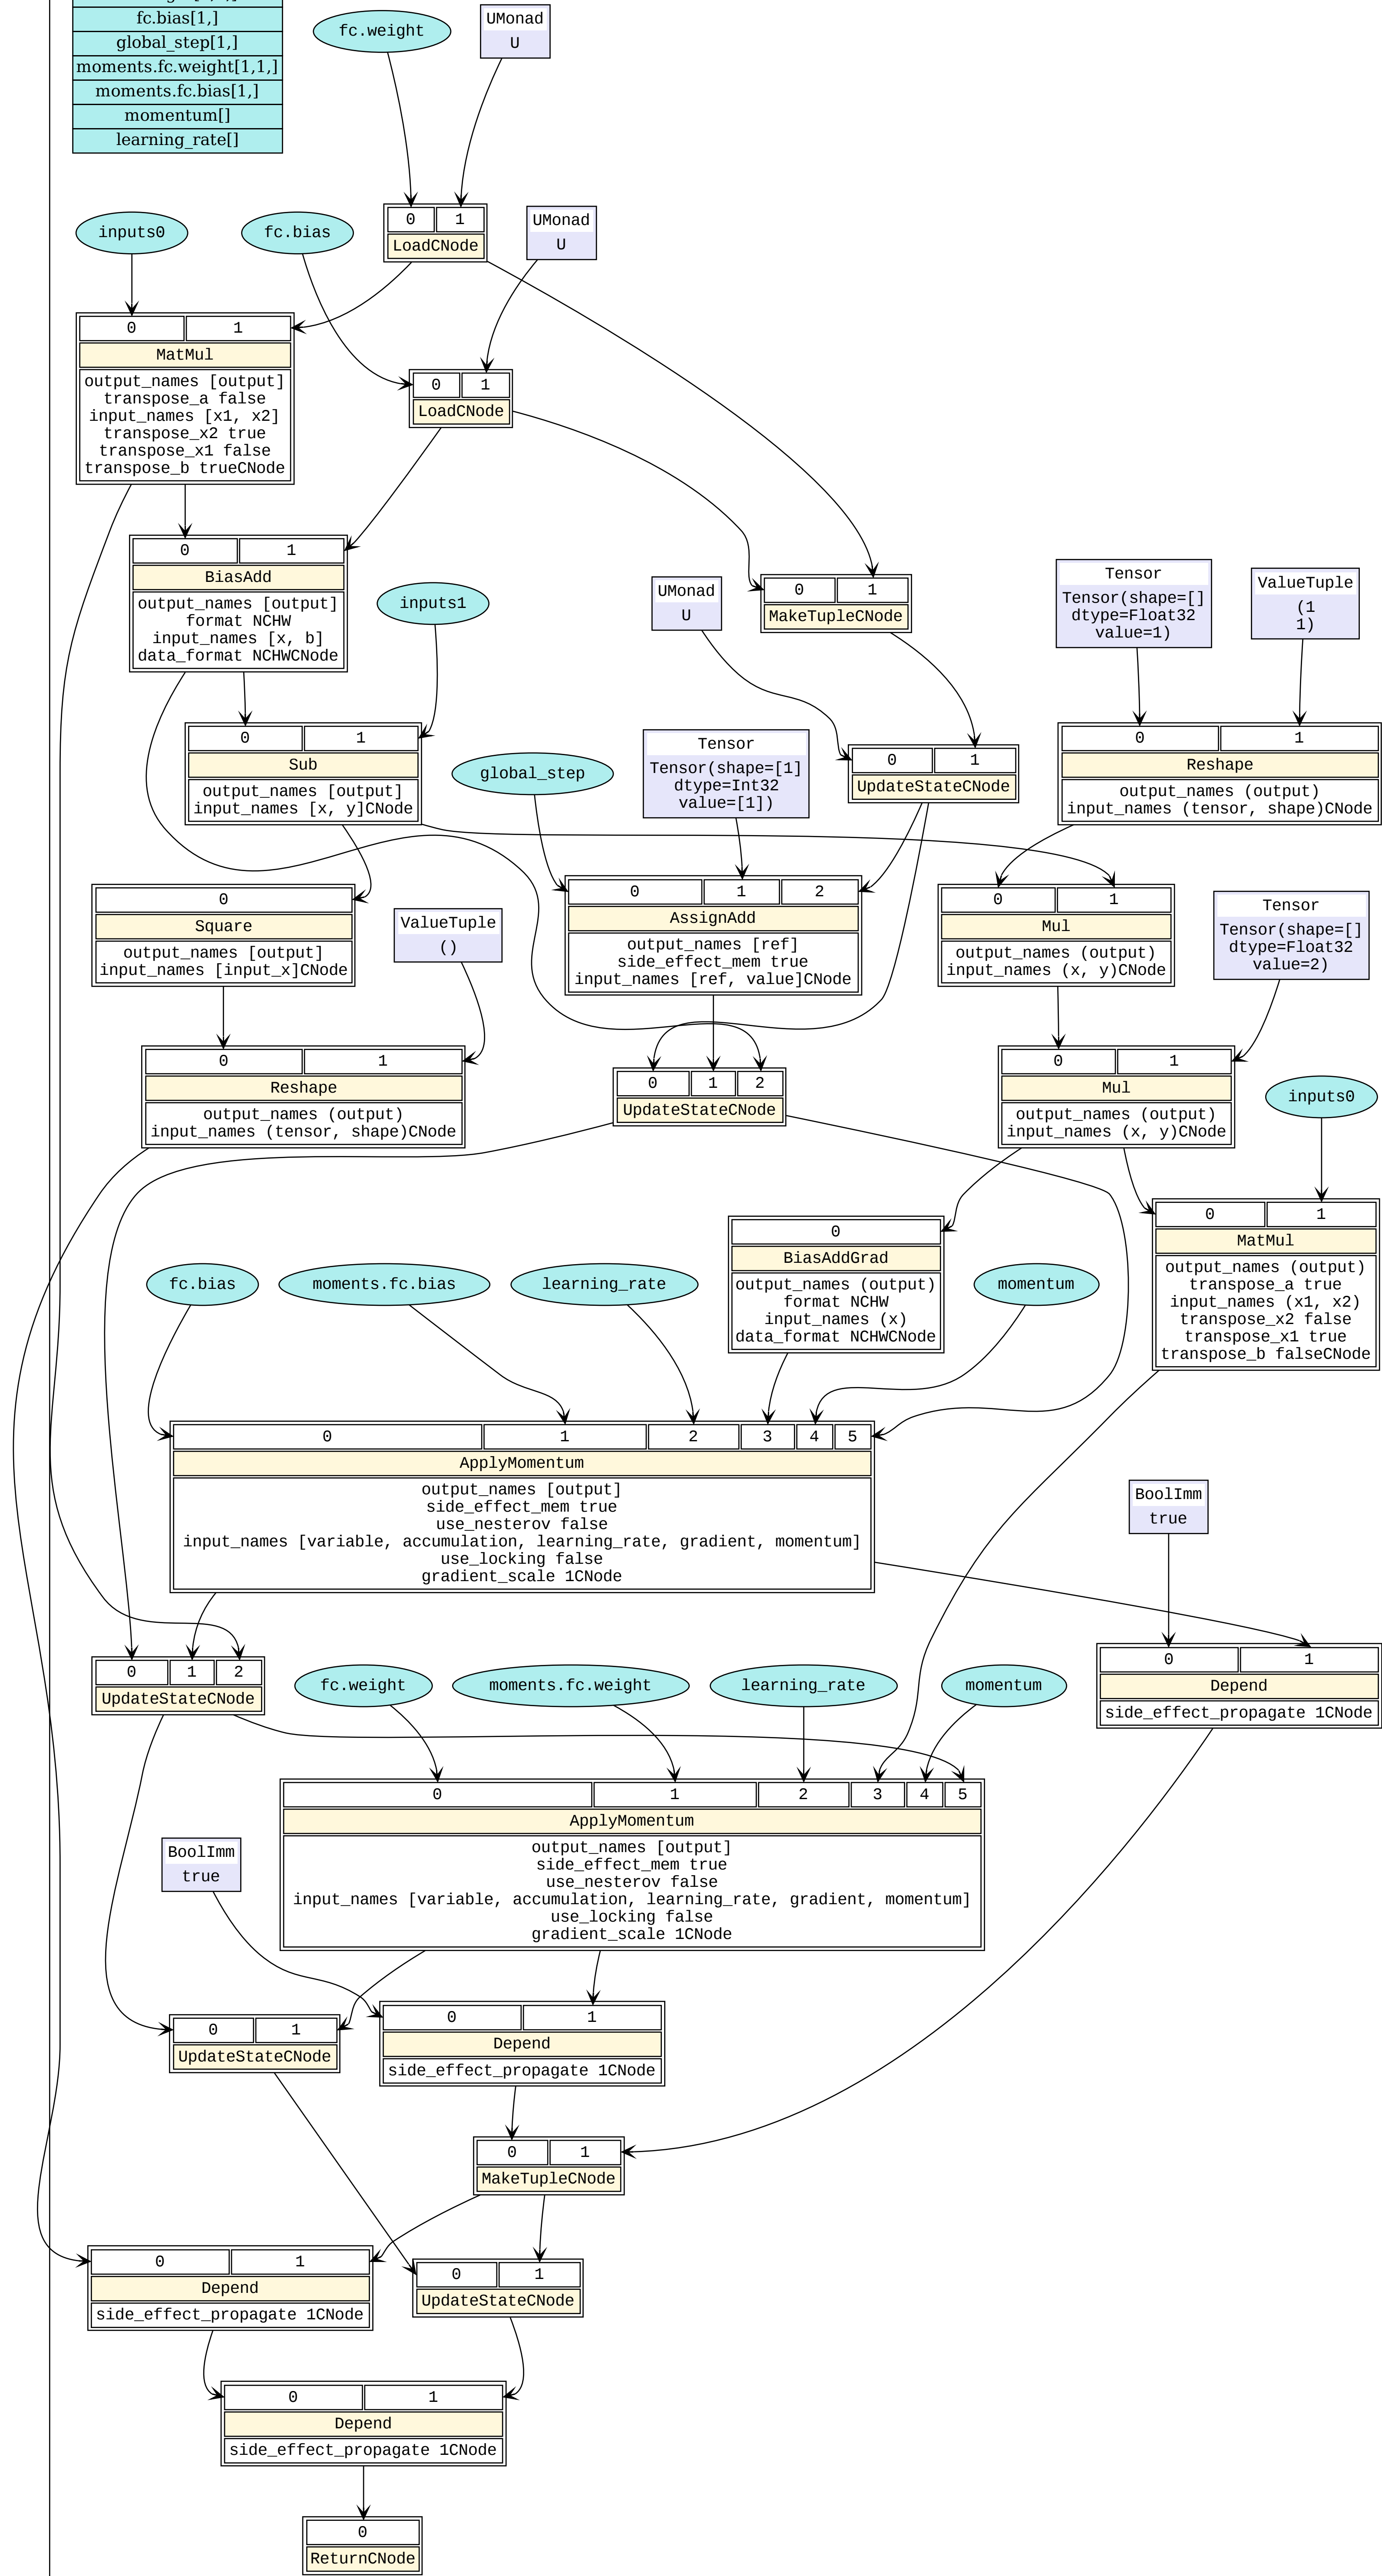 fc.bias[1,]
global_step[1,]
moments.fc.weight[1,1,]
moments.fc.bias[1,]
momentum[]
learning_rate[]
fc.weight
UMonad
U
0 1
LoadCNode
inputs0
fc.bias
UMonad
U
0 1
MatMul
output_names [output]
transpose_a false
input_names [x1, x2]
transpose_x2 true
transpose_x1 false
transpose_b trueCNode
0 1
LoadCNode
0 1
BiasAdd
output_names [output]
format NCHW
input_names [x, b]
data_format NCHWCNode
inputs1
UMonad
U
0 1
MakeTupleCNode
Tensor
Tensor(shape=[]
dtype=Float32
value=1)
ValueTuple
(1
1)
0 1
Sub
output_names [output]
input_names [x, y]CNode
global_step
Tensor
Tensor(shape=[1]
dtype=Int32
value=[1])
0 1
UpdateStateCNode
0 1
Reshape
output_names (output)
input_names (tensor, shape)CNode
0
Square
output_names [output]
input_names [input_x]CNode
ValueTuple
()
0 1 2
AssignAdd
output_names [ref]
side_effect_mem true
input_names [ref, value]CNode
0 1
Mul
output_names (output)
input_names (x, y)CNode
Tensor
Tensor(shape=[]
dtype=Float32
value=2)
0 1
Reshape
output_names (output)
input_names (tensor, shape)CNode
0 1 2
UpdateStateCNode
0 1
Mul
output_names (output)
input_names (x, y)CNode
inputs0
fc.bias
moments.fc.bias
learning_rate
0
BiasAddGrad
output_names (output)
format NCHW
input_names (x)
data_format NCHWCNode
momentum
0 1
MatMul
output_names (output)
transpose_a true
input_names (x1, x2)
transpose_x2 false
transpose_x1 true
transpose_b falseCNode
0 1 2 3 4 5
ApplyMomentum
output_names [output]
side_effect_mem true
use_nesterov false
input_names [variable, accumulation, learning_rate, gradient, momentum]
use_locking false
gradient_scale 1CNode
BoolImm
true
0 1 2
UpdateStateCNode
fc.weight
moments.fc.weight
learning_rate
momentum
0 1
Depend
side_effect_propagate 1CNode
0 1 2 3 4 5
ApplyMomentum
output_names [output]
side_effect_mem true
use_nesterov false
input_names [variable, accumulation, learning_rate, gradient, momentum]
use_locking false
gradient_scale 1CNode
BoolImm
true
0 1
UpdateStateCNode
0 1
Depend
side_effect_propagate 1CNode
0 1
MakeTupleCNode
0 1
Depend
side_effect_propagate 1CNode
0 1
UpdateStateCNode
0 1
Depend
side_effect_propagate 1CNode
0
ReturnCNode